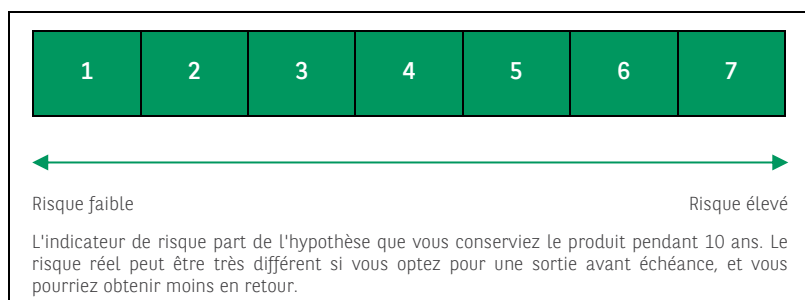 1 2 3 4 5 6 7
Risque faible Risque élevé
L'indicateur de risque part de l'hypothèse que vous conserviez le produit pendant 10 ans. Le
risque réel peut être très différent si vous optez pour une sortie avant échéance, et vous
pourriez obtenir moins en retour.